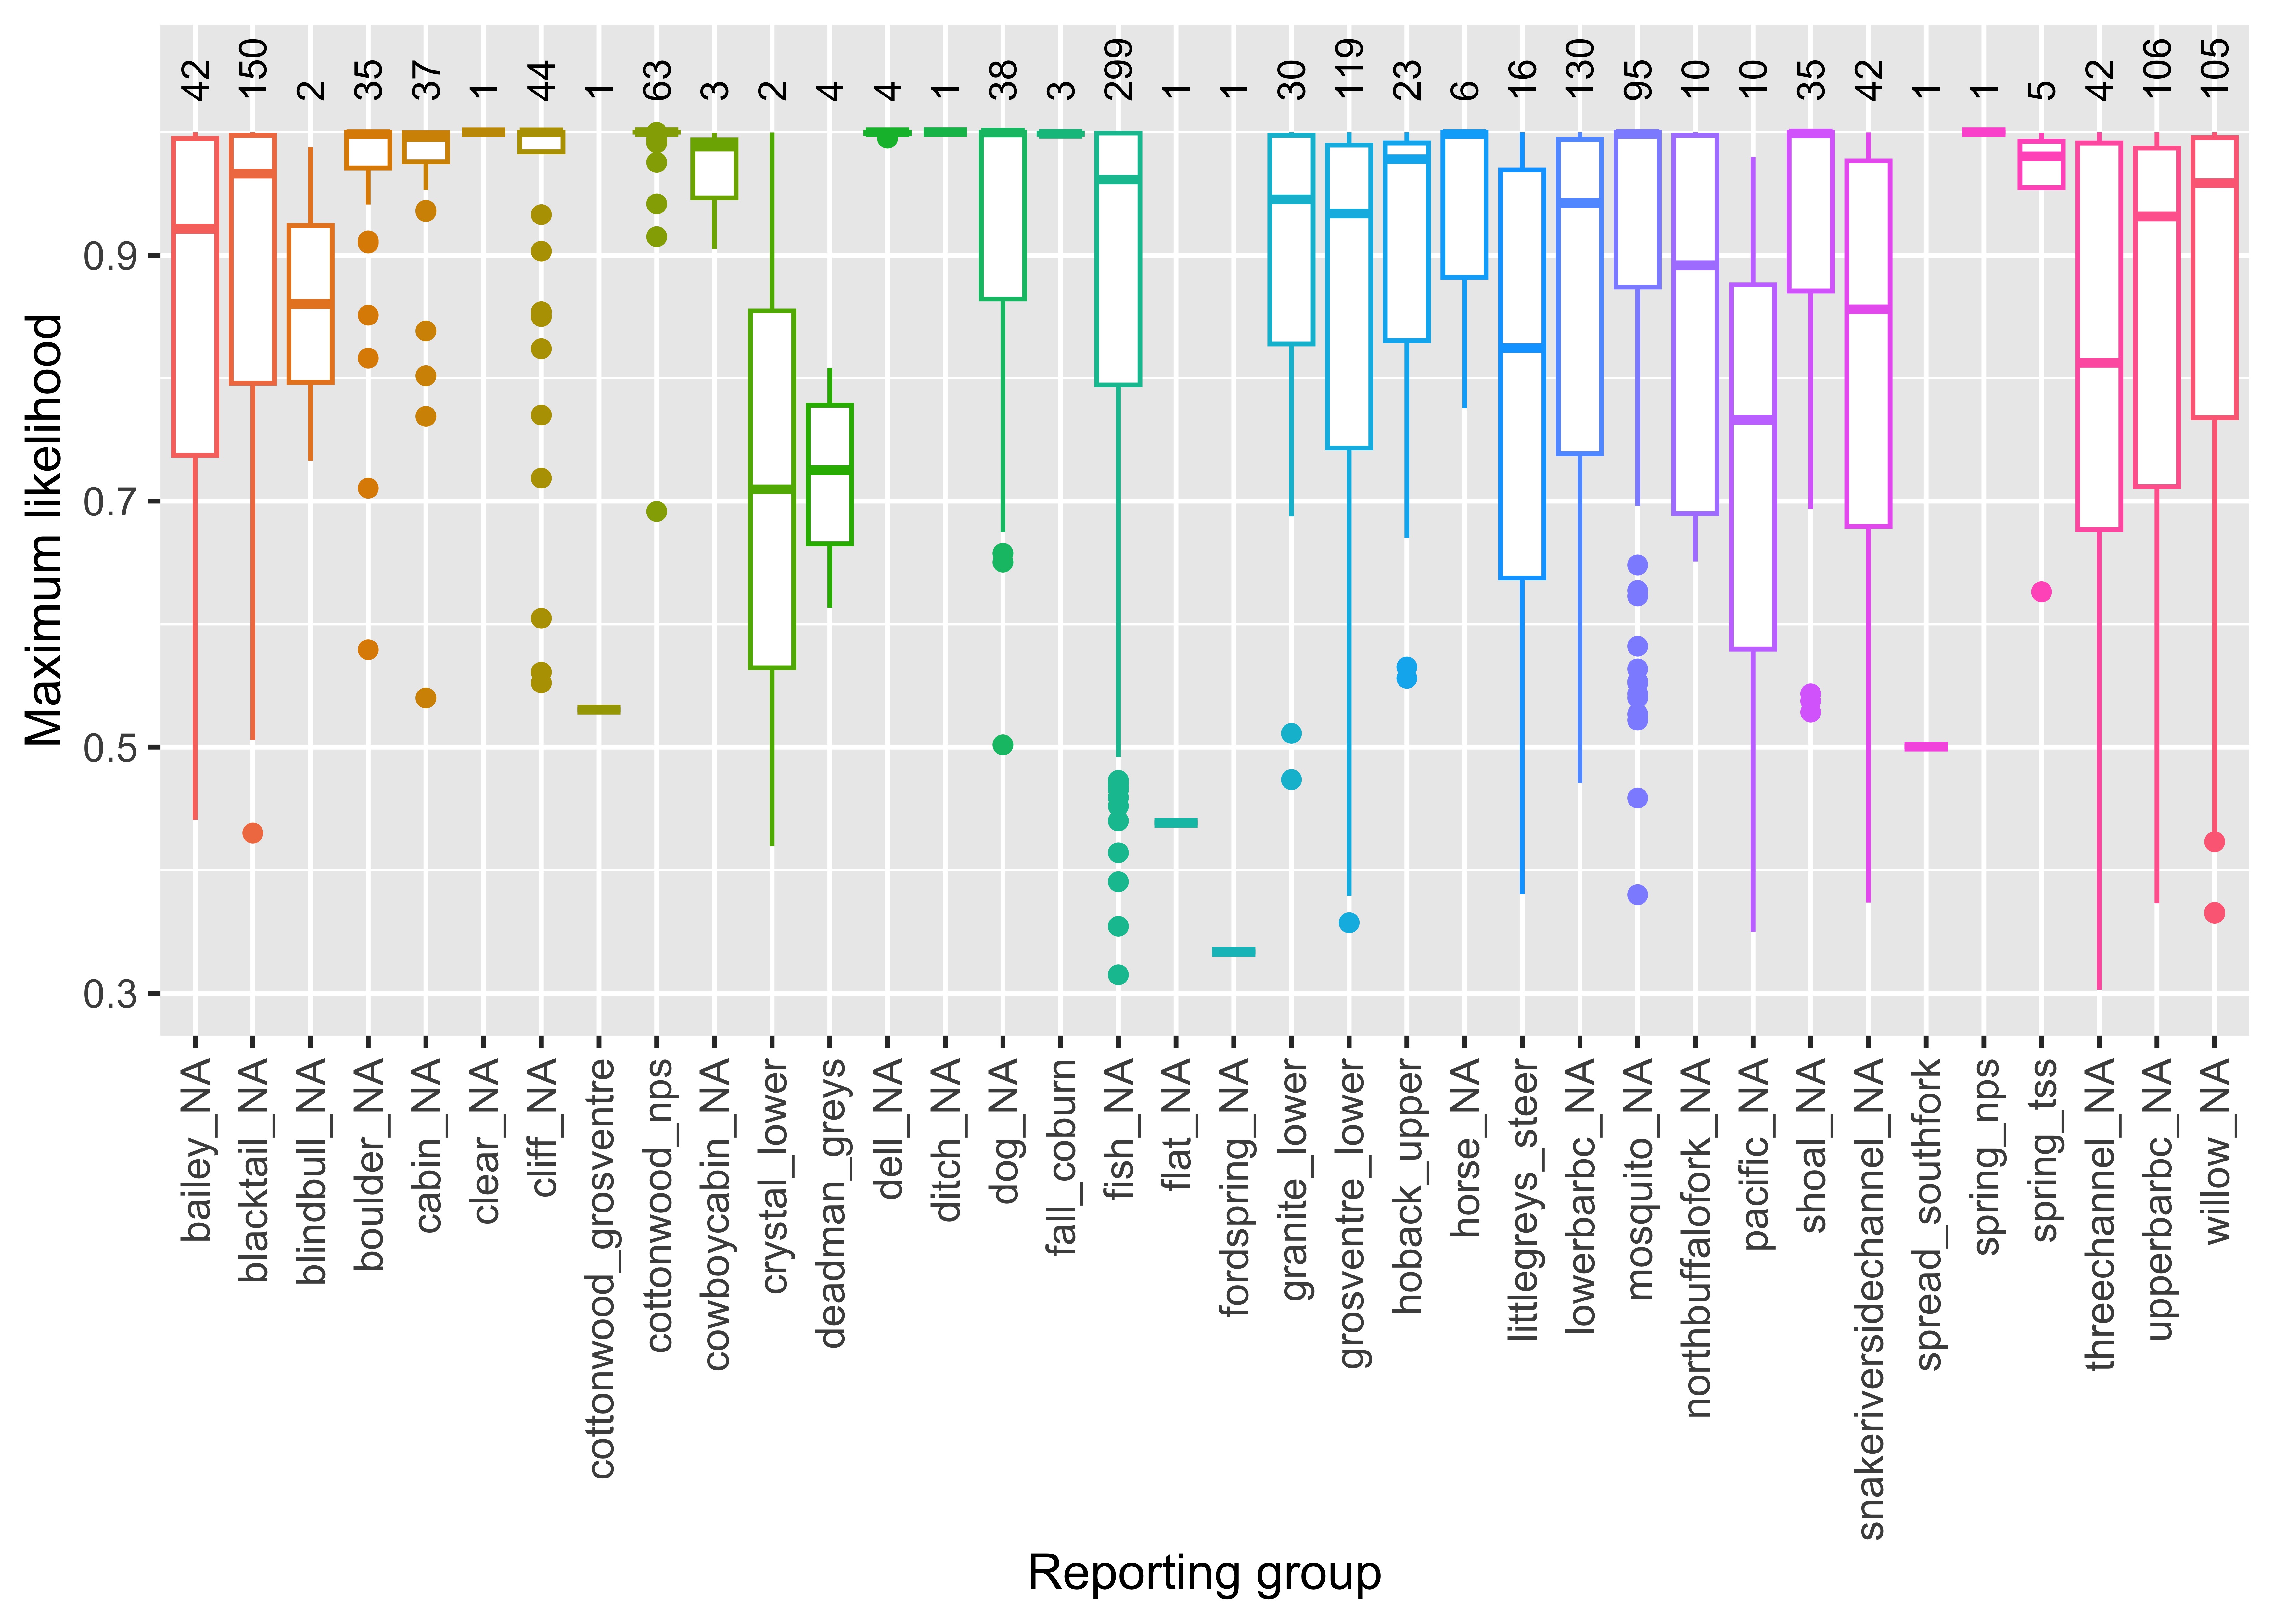 42 150 2 35 37 1 44 1 63 3 2 4 4 1 38 3 299 1 1 30 119 23 6 16 130 95 10 10 35 42 1 1 5 42 106 105
Maximum likelihood
0.9
0.7
0.5
0.3
bailey_NA
blacktail_NA
blindbull_NA
boulder_NA
cabin_NA
clear_NA
cliff_NA
cottonwood_grosventre
cottonwood_nps
cowboycabin_NA
crystal_lower
deadman_greys
dell_NA
ditch_NA
dog_NA
fall_coburn
fish_NA
flat_NA
fordspring_NA
granite_lower
grosventre_lower
hoback_upper
horse_NA
littlegreys_steer
lowerbarbc_NA
mosquito_NA
northbuffalofork_NA
pacific_NA
shoal_NA
snakeriversidechannel_NA
spread_southfork
spring_nps
spring_tss
threechannel_NA
upperbarbc_NA
willow_NA
Reporting group